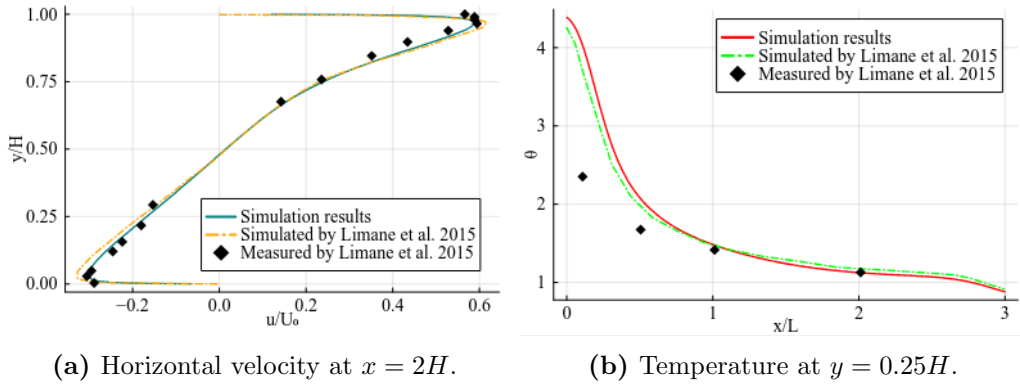 1.00
0.75
0.50
0.25
0.00
y/H
Simulation results
Simulated by Limane et al. 2015
Measured by Limane et al. 2015
−0.2 0.0 0.2 0.4 0.6
u/U₀
4
3
2
1
θ
Simulation results
Simulated by Limane et al. 2015
Measured by Limane et al. 2015
0 1 2 3
x/L
(a) Horizontal velocity at x = 2H.
(b) Temperature at y = 0.25H.